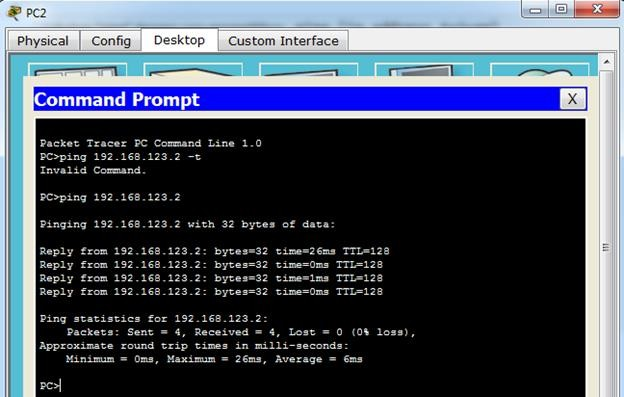 PC2
Physical Config Desktop Custom Interface
Command Prompt X
Packet Tracer PC Command Line 1.0
PC>ping 192.168.123.2 -t
Invalid Command.
PC>ping 192.168.123.2
Pinging 192.168.123.2 with 32 bytes of data:
Reply from 192.168.123.2: bytes=32 time=26ms TTL=128
Reply from 192.168.123.2: bytes=32 time=0ms TTL=128
Reply from 192.168.123.2: bytes=32 time=1ms TTL=128
Reply from 192.168.123.2: bytes=32 time=0ms TTL=128
Ping statistics for 192.168.123.2:
    Packets: Sent = 4, Received = 4, Lost = 0 (0% loss),
Approximate round trip times in milli-seconds:
    Minimum = 0ms, Maximum = 26ms, Average = 6ms
PC>